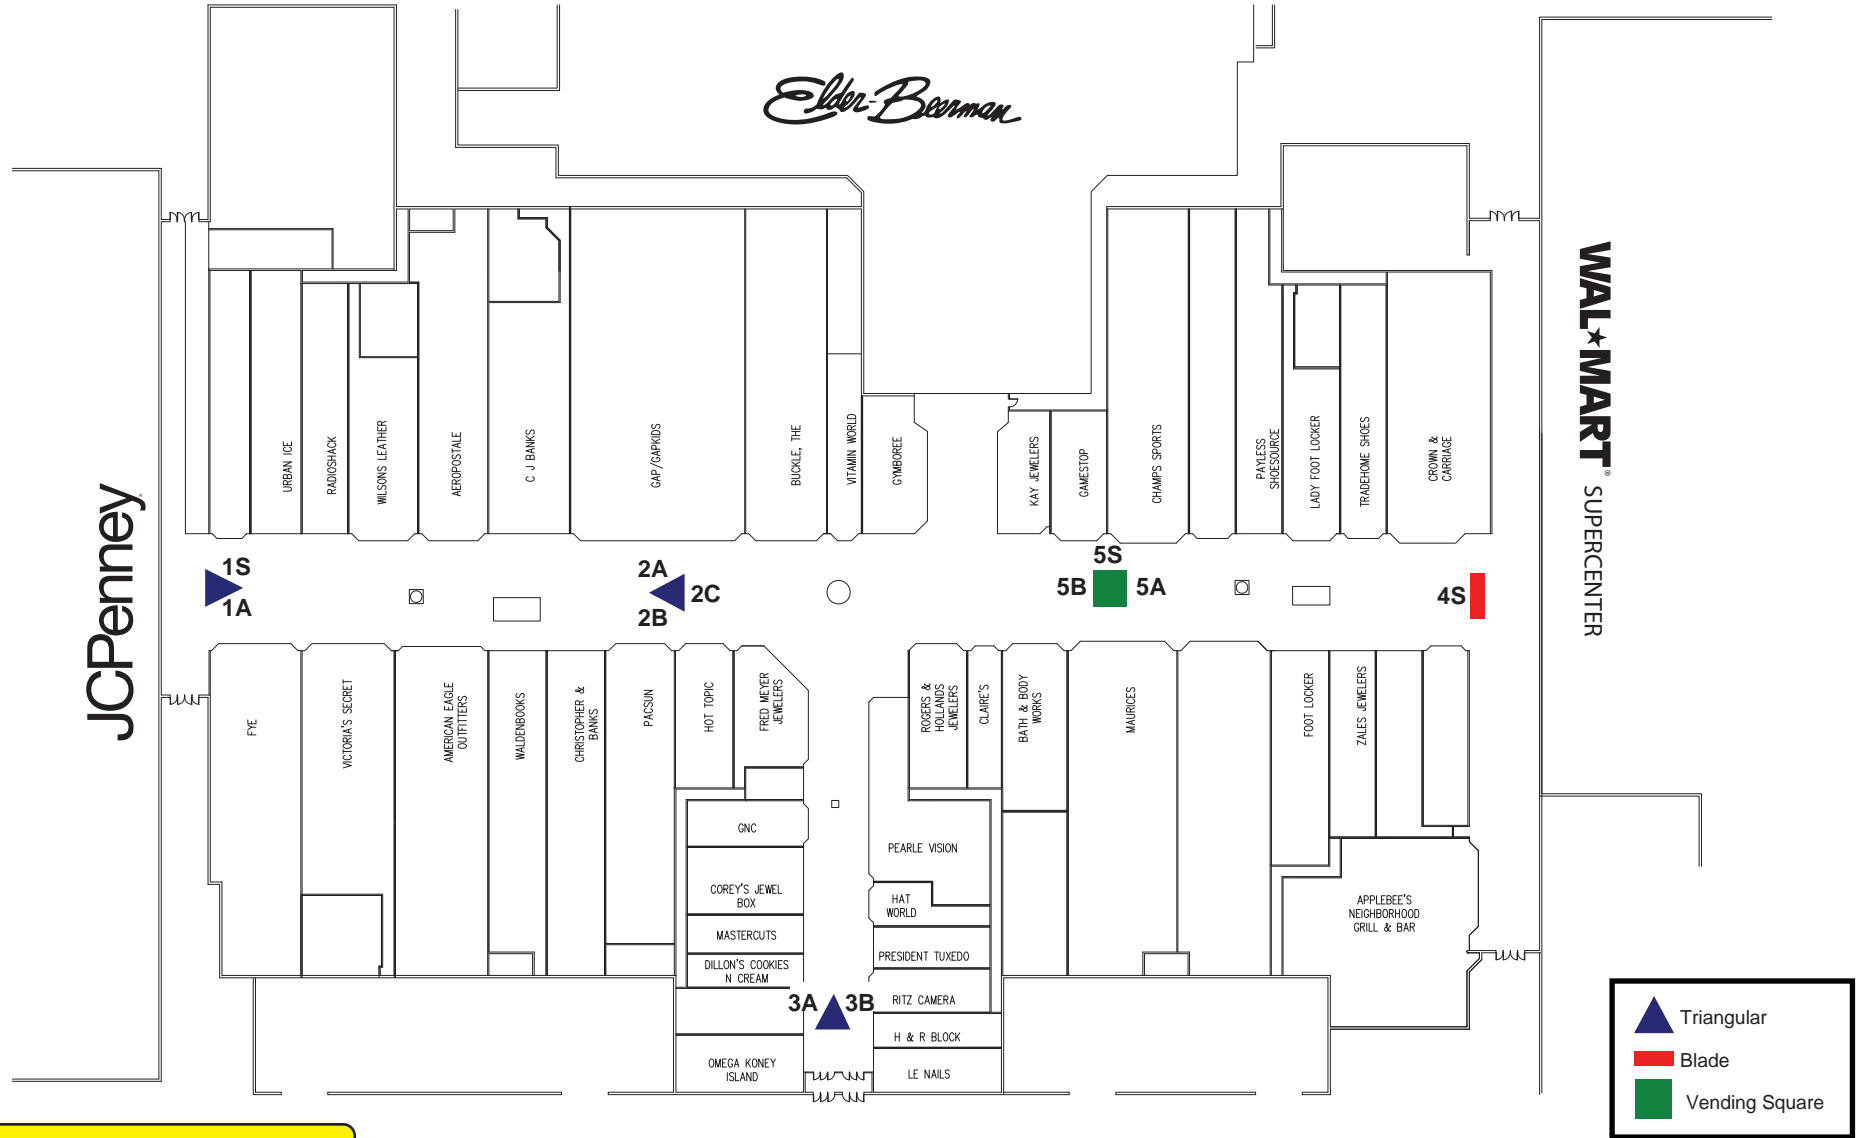 Elder-Beerman
WAL★MART®
SUPERCENTER
JCPenney
URBAN ICE
RADIOSHACK
WILSONS LEATHER
AEROPOSTALE
C J BANKS
GAP/GAPKIDS
BUCKLE, THE
VITAMIN WORLD
GYMBOREE
KAY JEWELERS
GAMESTOP
CHAMPS SPORTS
PAYLESS
SHOESOURCE
LADY FOOT LOCKER
TRADEHOME SHOES
CROWN &
CARRIAGE
1S
1A
2A
2B
2C
5S
5B
5A
4S
FYE
VICTORIA'S SECRET
AMERICAN EAGLE
OUTFITTERS
WALDENBOOKS
CHRISTOPHER &
BANKS
PACSUN
HOT TOPIC
FRED MEYER
JEWELERS
ROGERS &
HOLLANDS
JEWELERS
CLAIRE'S
BATH & BODY
WORKS
MAURICES
FOOT LOCKER
ZALES JEWELERS
GNC
COREY'S JEWEL
BOX
MASTERCUTS
DILLON'S COOKIES
N CREAM
OMEGA KONEY
ISLAND
PEARLE VISION
HAT
WORLD
PRESIDENT TUXEDO
RITZ CAMERA
H & R BLOCK
LE NAILS
3A
3B
APPLEBEE'S
NEIGHBORHOOD
GRILL & BAR
Triangular
Blade
Vending Square